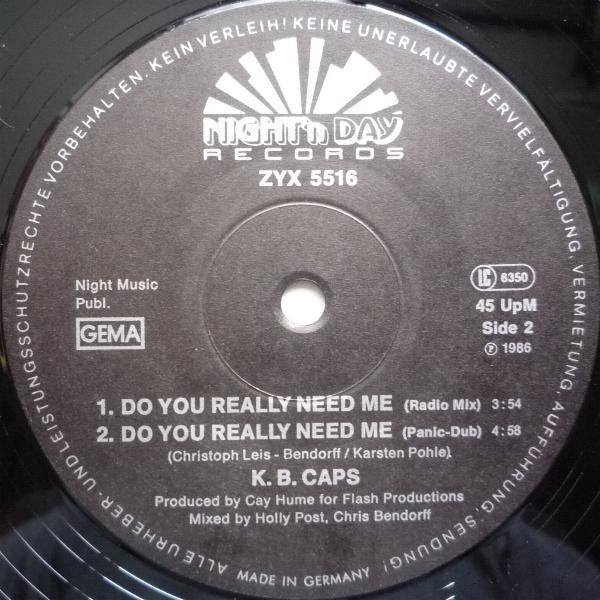 ALLE URHEBER- UND LEISTUNGSSCHUTZRECHTE VORBEHALTEN. KEIN VERLEIH! KEINE UNERLAUBTE VERVIELFÄLTIGUNG, VERMIETUNG, AUFFÜHRUNG, SENDUNG!
NIGHT'n DAY
RECORDS
ZYX 5516
Night Music
Publ.
GEMA
LC 6350
45 UpM
Side 2
℗ 1986
1. DO YOU REALLY NEED ME (Radio Mix) 3:54
2. DO YOU REALLY NEED ME (Panic-Dub) 4:58
(Christoph Leis - Bendorff / Karsten Pohle)
K. B. CAPS
Produced by Cay Hume for Flash Productions
Mixed by Holly Post, Chris Bendorff
MADE IN GERMANY